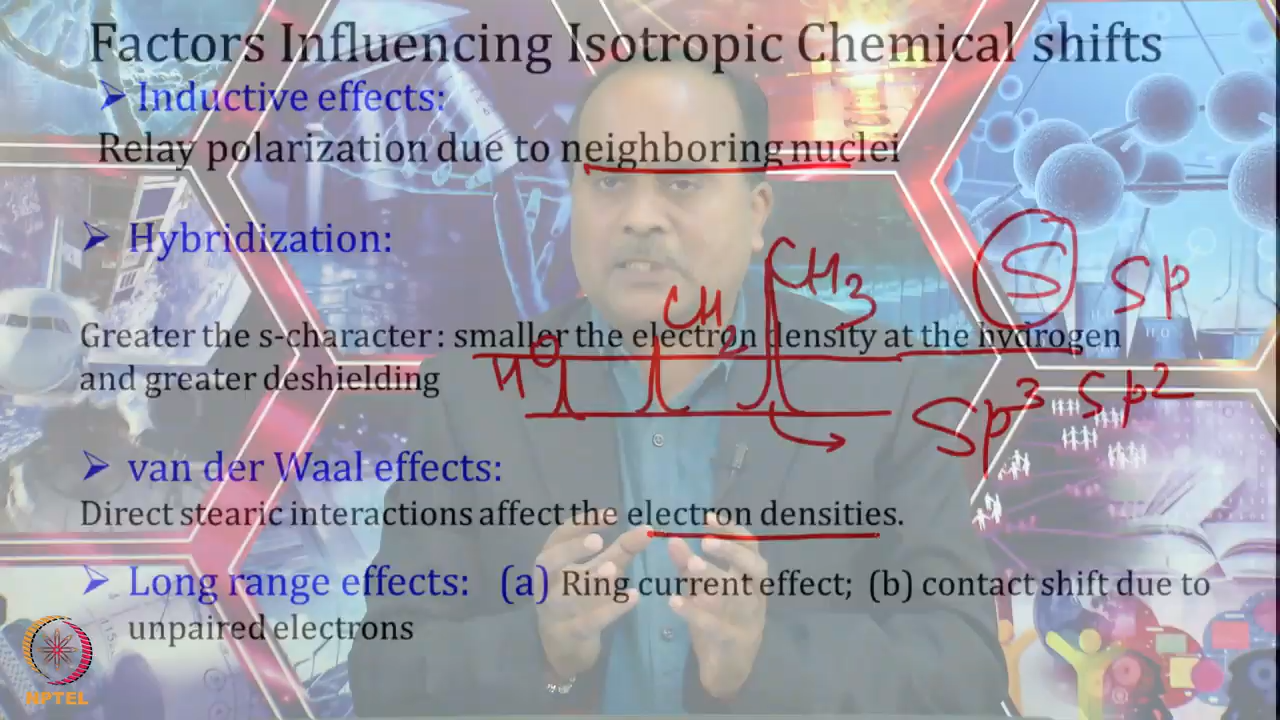 Factors Influencing Isotropic Chemical shifts
➤ Inductive effects:
Relay polarization due to neighboring nuclei
➤ Hybridization:
S sp
CH2 CH3
Greater the s-character : smaller the electron density at the hydrogen
and greater deshielding
HO
sp3 sp2
➤ van der Waal effects:
Direct stearic interactions affect the electron densities.
➤ Long range effects: (a) Ring current effect; (b) contact shift due to
unpaired electrons
NPTEL